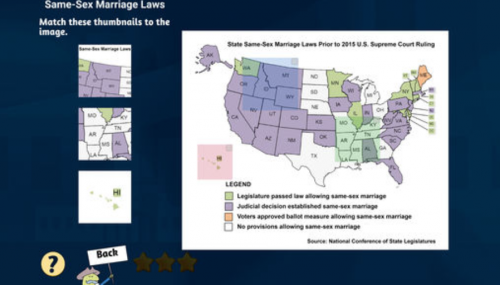 Same-Sex Marriage Laws
Match these thumbnails to the
image.
Same-Sex Marriage Laws
State Same-Sex Marriage Laws Prior to 2015 U.S. Supreme Court Ruling
AK
WA
MT
ND
MN
ME
OR
ID
WY
SD
WI
MI
NE
IA
PA
NV
UT
CO
KS
MO
IL
IN
OH
KY
VA
CA
AZ
NM
OK
AR
TN
NC
TX
LA
MS
AL
GA
HI
MO
KY
TN
AR
MS
AL
LA
HI
LEGEND
Legislature passed law allowing same-sex marriage
Judicial decision established same-sex marriage
Voters approved ballot measure allowing same-sex marriage
No provisions allowing same-sex marriage
Source: National Conference of State Legislatures
?
Back